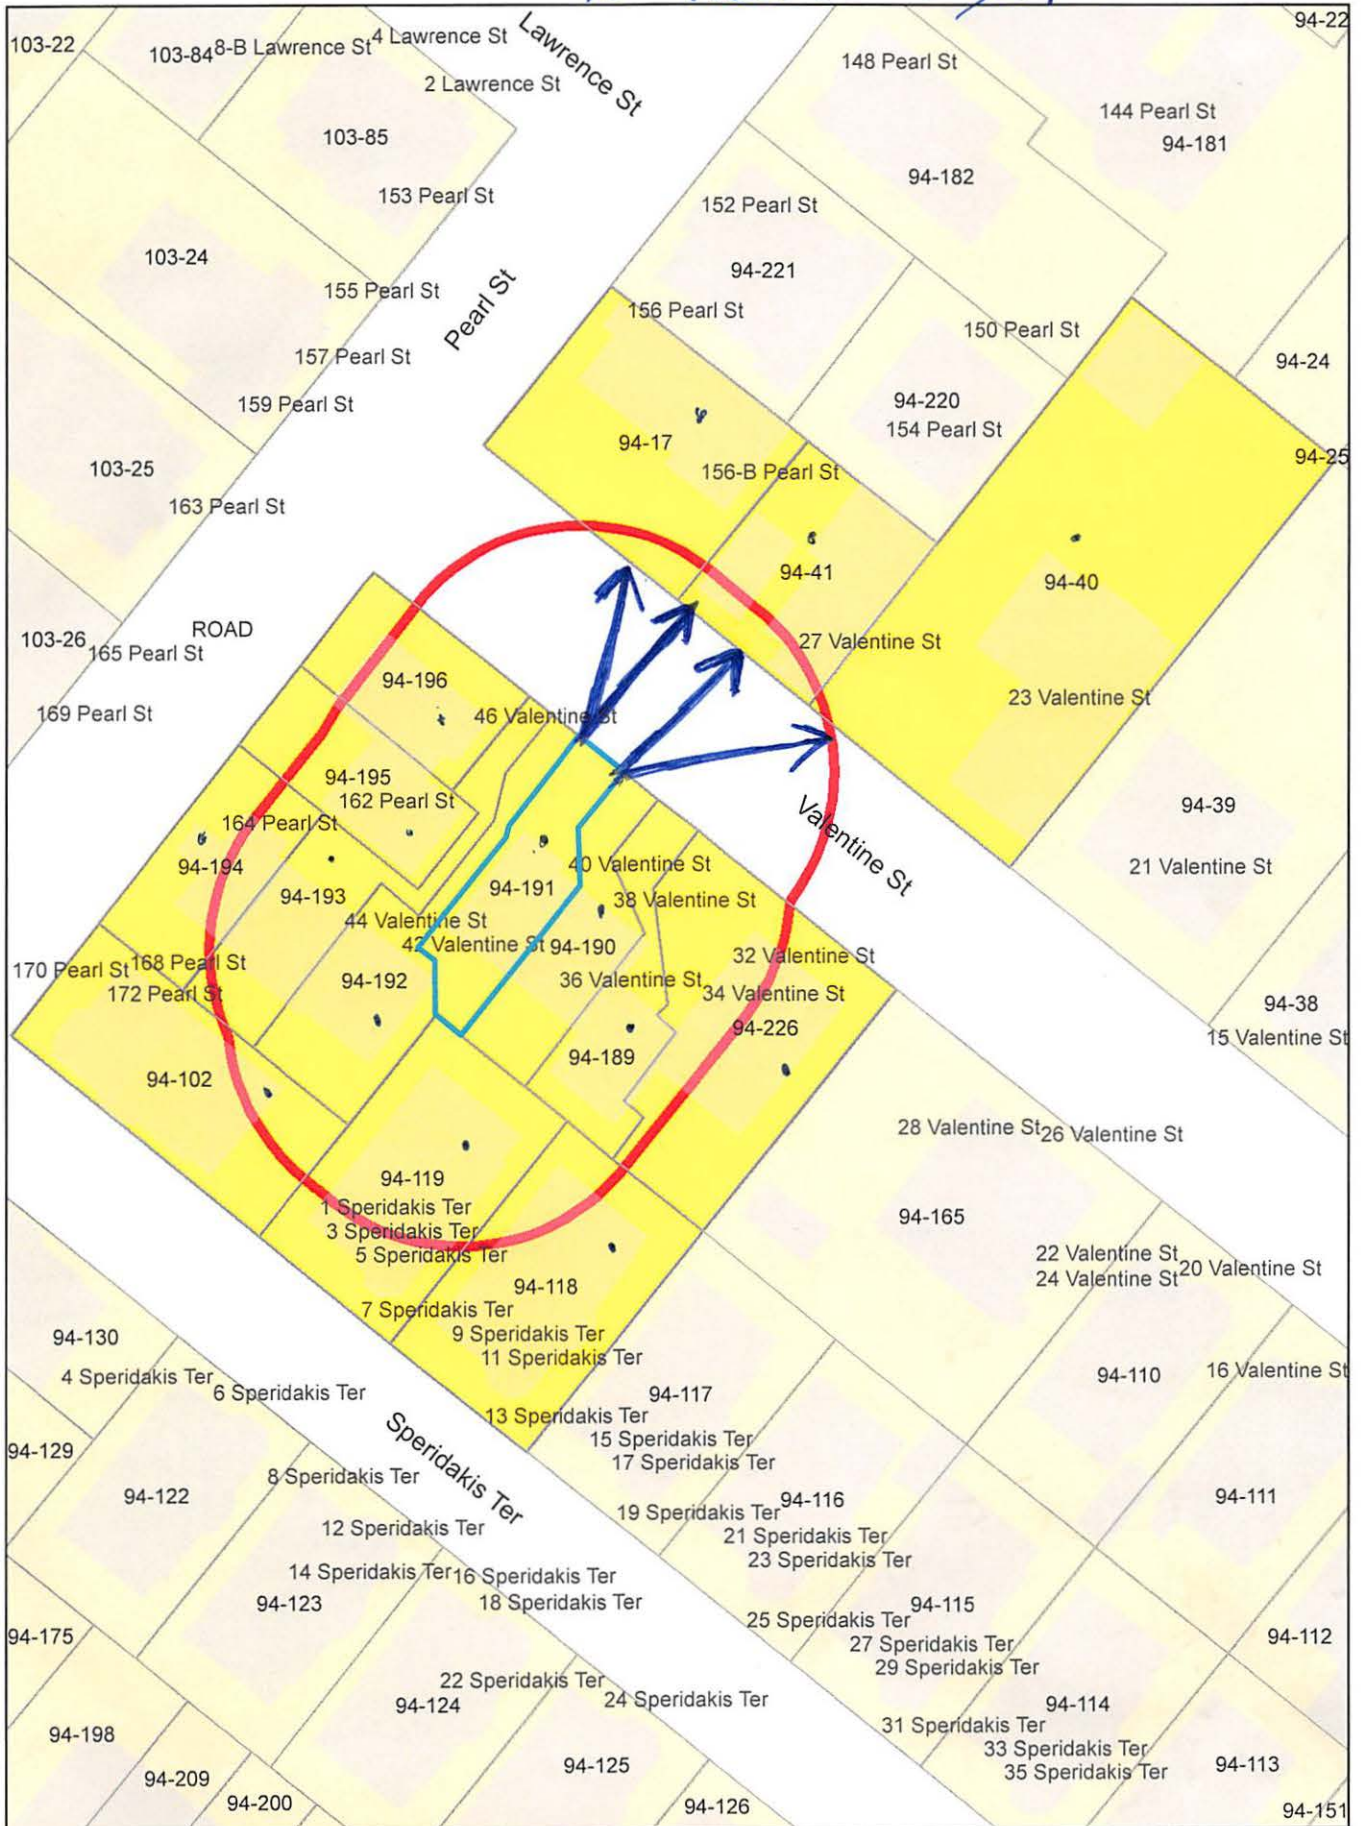 94-22
103-22
103-84
8-B Lawrence St
4 Lawrence St
2 Lawrence St
Lawrence St
148 Pearl St
144 Pearl St
94-181
103-85
94-182
153 Pearl St
152 Pearl St
103-24
94-221
155 Pearl St
Pearl St
156 Pearl St
150 Pearl St
157 Pearl St
94-24
159 Pearl St
94-220
154 Pearl St
94-17
103-25
156-B Pearl St
94-25
163 Pearl St
94-41
94-40
ROAD
103-26
165 Pearl St
27 Valentine St
94-196
23 Valentine St
169 Pearl St
46 Valentine St
94-195
162 Pearl St
94-39
164 Pearl St
Valentine St
94-194
40 Valentine St
21 Valentine St
94-193
94-191
38 Valentine St
44 Valentine St
42 Valentine St
94-190
170 Pearl St
168 Pearl St
32 Valentine St
172 Pearl St
94-192
36 Valentine St
34 Valentine St
94-38
94-226
15 Valentine St
94-189
94-102
28 Valentine St
26 Valentine St
94-119
1 Speridakis Ter
3 Speridakis Ter
5 Speridakis Ter
94-165
22 Valentine St
24 Valentine St
20 Valentine St
94-118
7 Speridakis Ter
9 Speridakis Ter
11 Speridakis Ter
94-130
4 Speridakis Ter
6 Speridakis Ter
94-110
16 Valentine St
94-117
13 Speridakis Ter
15 Speridakis Ter
17 Speridakis Ter
94-129
Speridakis Ter
8 Speridakis Ter
94-122
94-111
19 Speridakis Ter
94-116
21 Speridakis Ter
23 Speridakis Ter
12 Speridakis Ter
14 Speridakis Ter
16 Speridakis Ter
94-123
18 Speridakis Ter
94-115
25 Speridakis Ter
27 Speridakis Ter
29 Speridakis Ter
94-175
94-112
22 Speridakis Ter
94-124
24 Speridakis Ter
94-114
31 Speridakis Ter
33 Speridakis Ter
35 Speridakis Ter
94-198
94-113
94-125
94-209
94-200
94-126
94-151